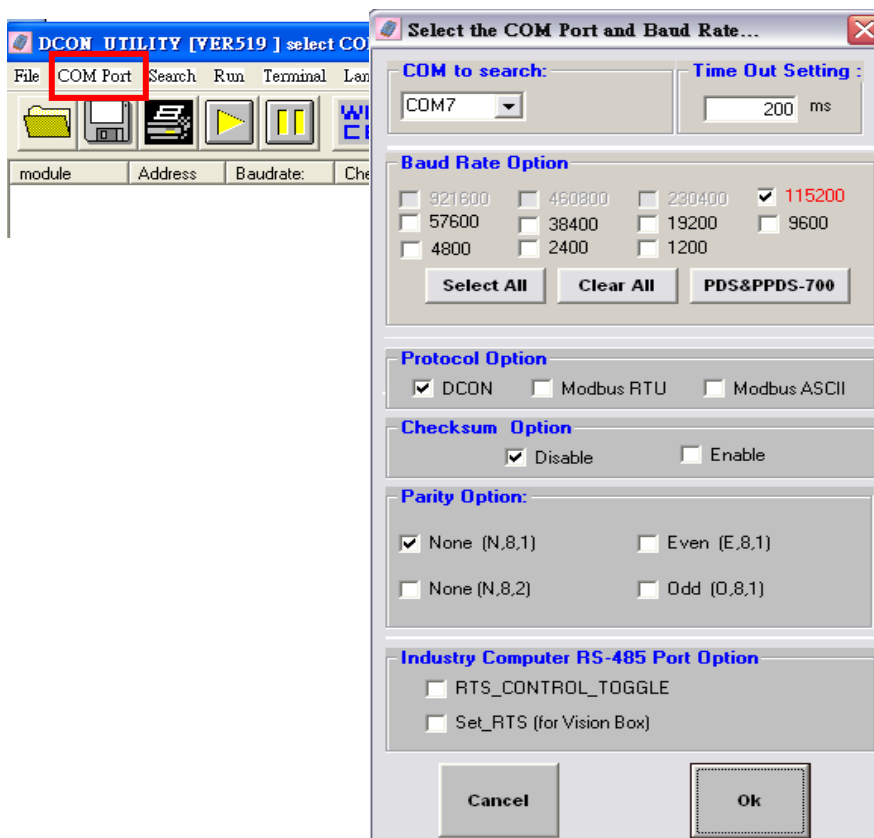 DCON UTILITY [VER519 ] select CO
File COM Port Search Run Terminal Lan
module Address Baudrate: Che
Select the COM Port and Baud Rate...
COM to search:
COM7
Time Out Setting :
200 ms
Baud Rate Option
921600 460800 230400 115200
57600 38400 19200 9600
4800 2400 1200
Select All Clear All PDS&PPDS-700
Protocol Option
DCON Modbus RTU Modbus ASCII
Checksum Option
Disable Enable
Parity Option:
None (N,8,1) Even (E,8,1)
None (N,8,2) Odd (O,8,1)
Industry Computer RS-485 Port Option
RTS_CONTROL_TOGGLE
Set_RTS (for Vision Box)
Cancel Ok